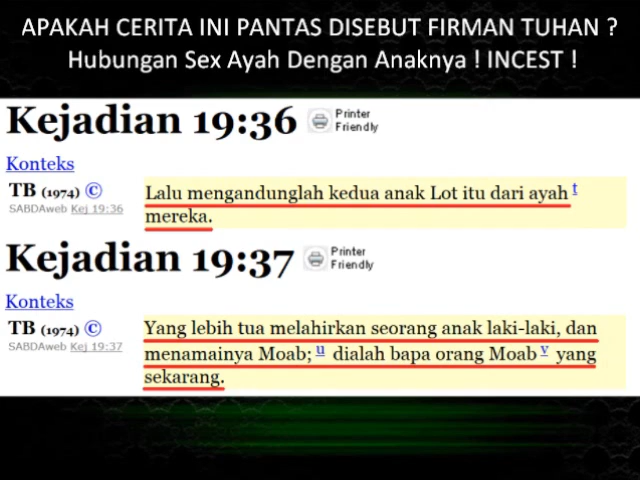 APAKAH CERITA INI PANTAS DISEBUT FIRMAN TUHAN ?
Hubungan Sex Ayah Dengan Anaknya ! INCEST !
Kejadian 19:36 Printer Friendly
Konteks
TB (1974) © Lalu mengandunglah kedua anak Lot itu dari ayah t
SABDAweb Kej 19:36 mereka.
Kejadian 19:37 Printer Friendly
Konteks
TB (1974) © Yang lebih tua melahirkan seorang anak laki-laki, dan
SABDAweb Kej 19:37 menamainya Moab; u dialah bapa orang Moab v yang
sekarang.